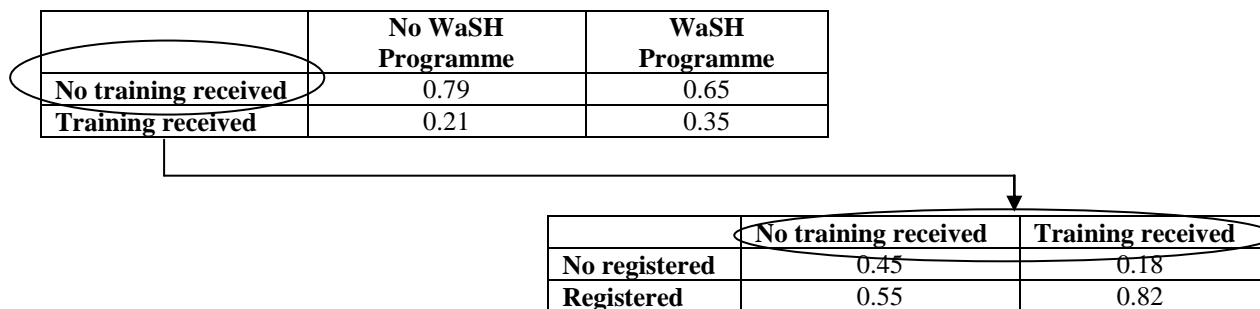 No WaSH Programme WaSH Programme
No training received 0.79 0.65
Training received 0.21 0.35
No training received Training received
No registered 0.45 0.18
Registered 0.55 0.82